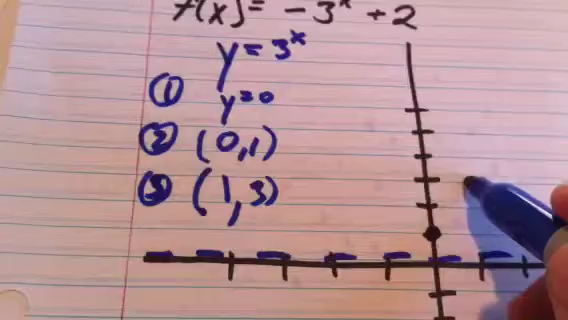 f(x) = -3^x + 2
y = 3^x
① y = 0
② (0,1)
③ (1,3)